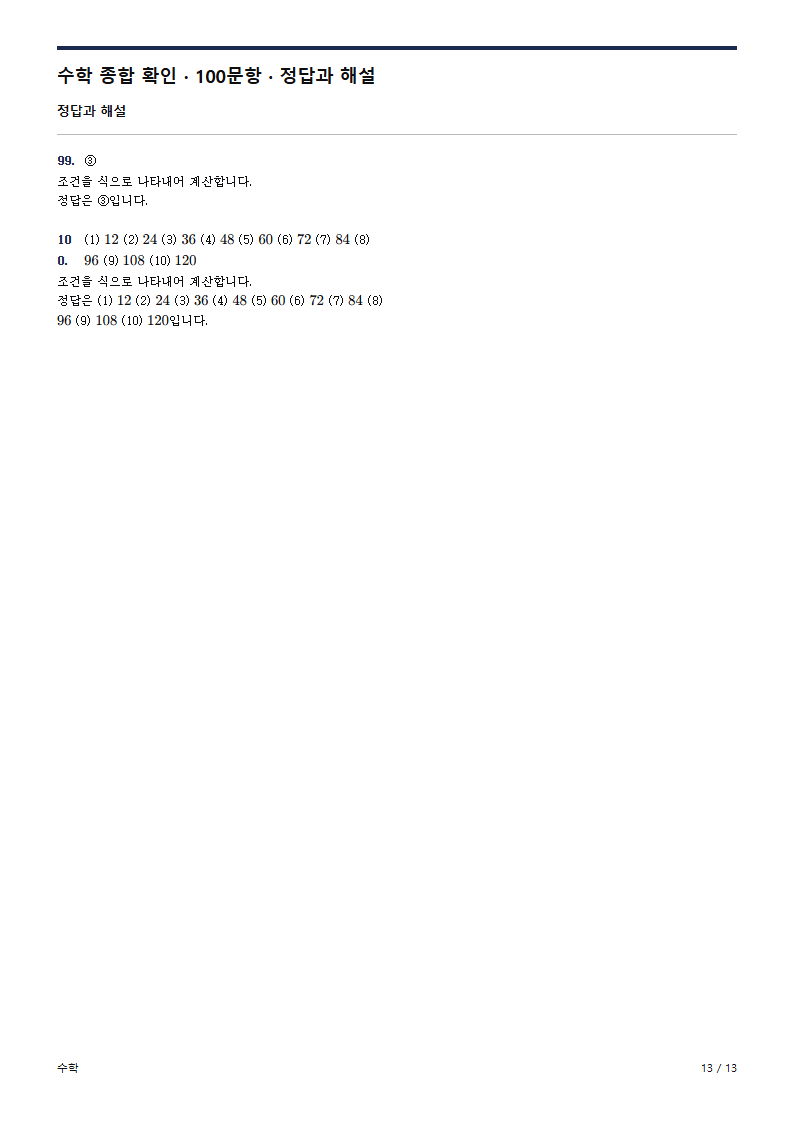 수학 종합 확인 · 100문항 · 정답과 해설
정답과 해설
99. ③
조건을 식으로 나타내어 계산합니다.
정답은 ③입니다.
10 (1) 12 (2) 24 (3) 36 (4) 48 (5) 60 (6) 72 (7) 84 (8)
0. 96 (9) 108 (10) 120
조건을 식으로 나타내어 계산합니다.
정답은 (1) 12 (2) 24 (3) 36 (4) 48 (5) 60 (6) 72 (7) 84 (8)
96 (9) 108 (10) 120입니다.
수학 13 / 13